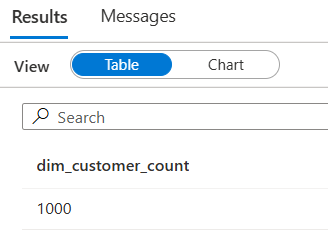 Results Messages
View Table Chart
Search
dim_customer_count
1000